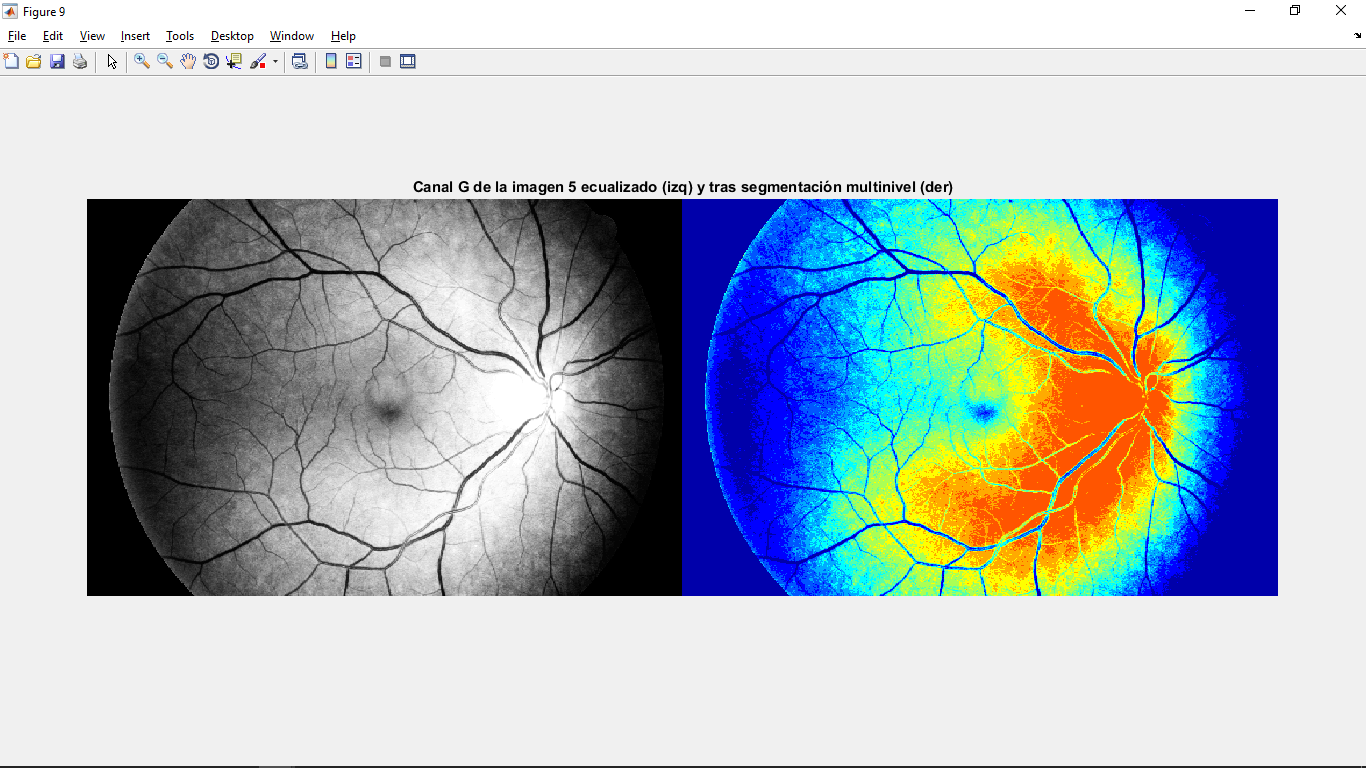 Figure 9
File Edit View Insert Tools Desktop Window Help
Canal G de la imagen 5 ecualizado (izq) y tras segmentación multinivel (der)